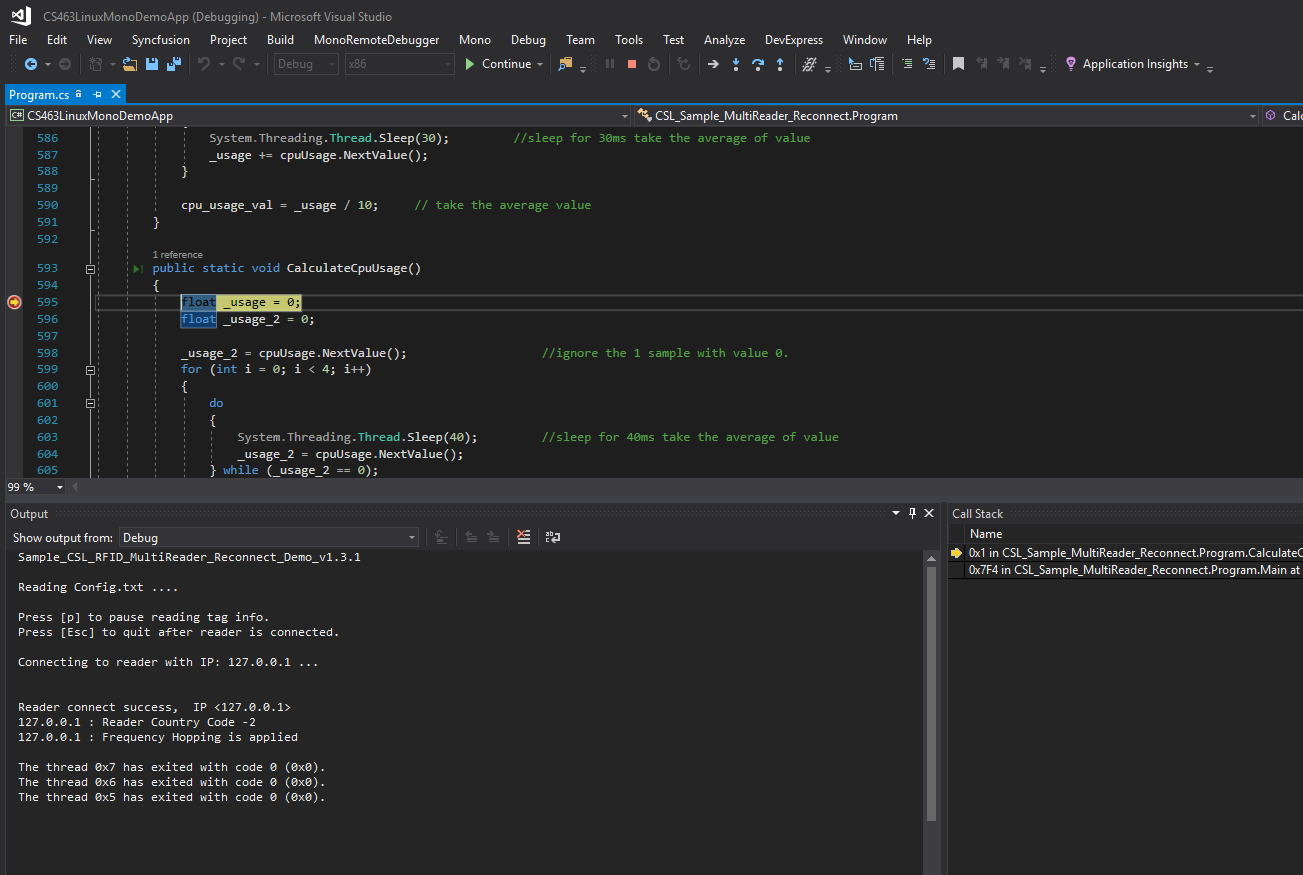 CS463LinuxMonoDemoApp (Debugging) - Microsoft Visual Studio
File Edit View Syncfusion Project Build MonoRemoteDebugger Mono Debug Team Tools Test Analyze DevExpress Window Help
Debug x86 Continue Application Insights
Program.cs
C# CS463LinuxMonoDemoApp CSL_Sample_MultiReader_Reconnect.Program Calc
586 System.Threading.Thread.Sleep(30); //sleep for 30ms take the average of value
587 _usage += cpuUsage.NextValue();
588 }
589
590 cpu_usage_val = _usage / 10; // take the average value
591 }
592
1 reference
593 public static void CalculateCpuUsage()
594 {
595 float _usage = 0;
596 float _usage_2 = 0;
597
598 _usage_2 = cpuUsage.NextValue(); //ignore the 1 sample with value 0.
599 for (int i = 0; i < 4; i++)
600 {
601 do
602 {
603 System.Threading.Thread.Sleep(40); //sleep for 40ms take the average of value
604 _usage_2 = cpuUsage.NextValue();
605 } while (_usage_2 == 0);
99 %
Output
Show output from: Debug
Sample_CSL_RFID_MultiReader_Reconnect_Demo_v1.3.1
Reading Config.txt ....
Press [p] to pause reading tag info.
Press [Esc] to quit after reader is connected.
Connecting to reader with IP: 127.0.0.1 ...
Reader connect success,  IP <127.0.0.1>
127.0.0.1 : Reader Country Code -2
127.0.0.1 : Frequency Hopping is applied
The thread 0x7 has exited with code 0 (0x0).
The thread 0x6 has exited with code 0 (0x0).
The thread 0x5 has exited with code 0 (0x0).
Call Stack
Name
0x1 in CSL_Sample_MultiReader_Reconnect.Program.CalculateC
0x7F4 in CSL_Sample_MultiReader_Reconnect.Program.Main at